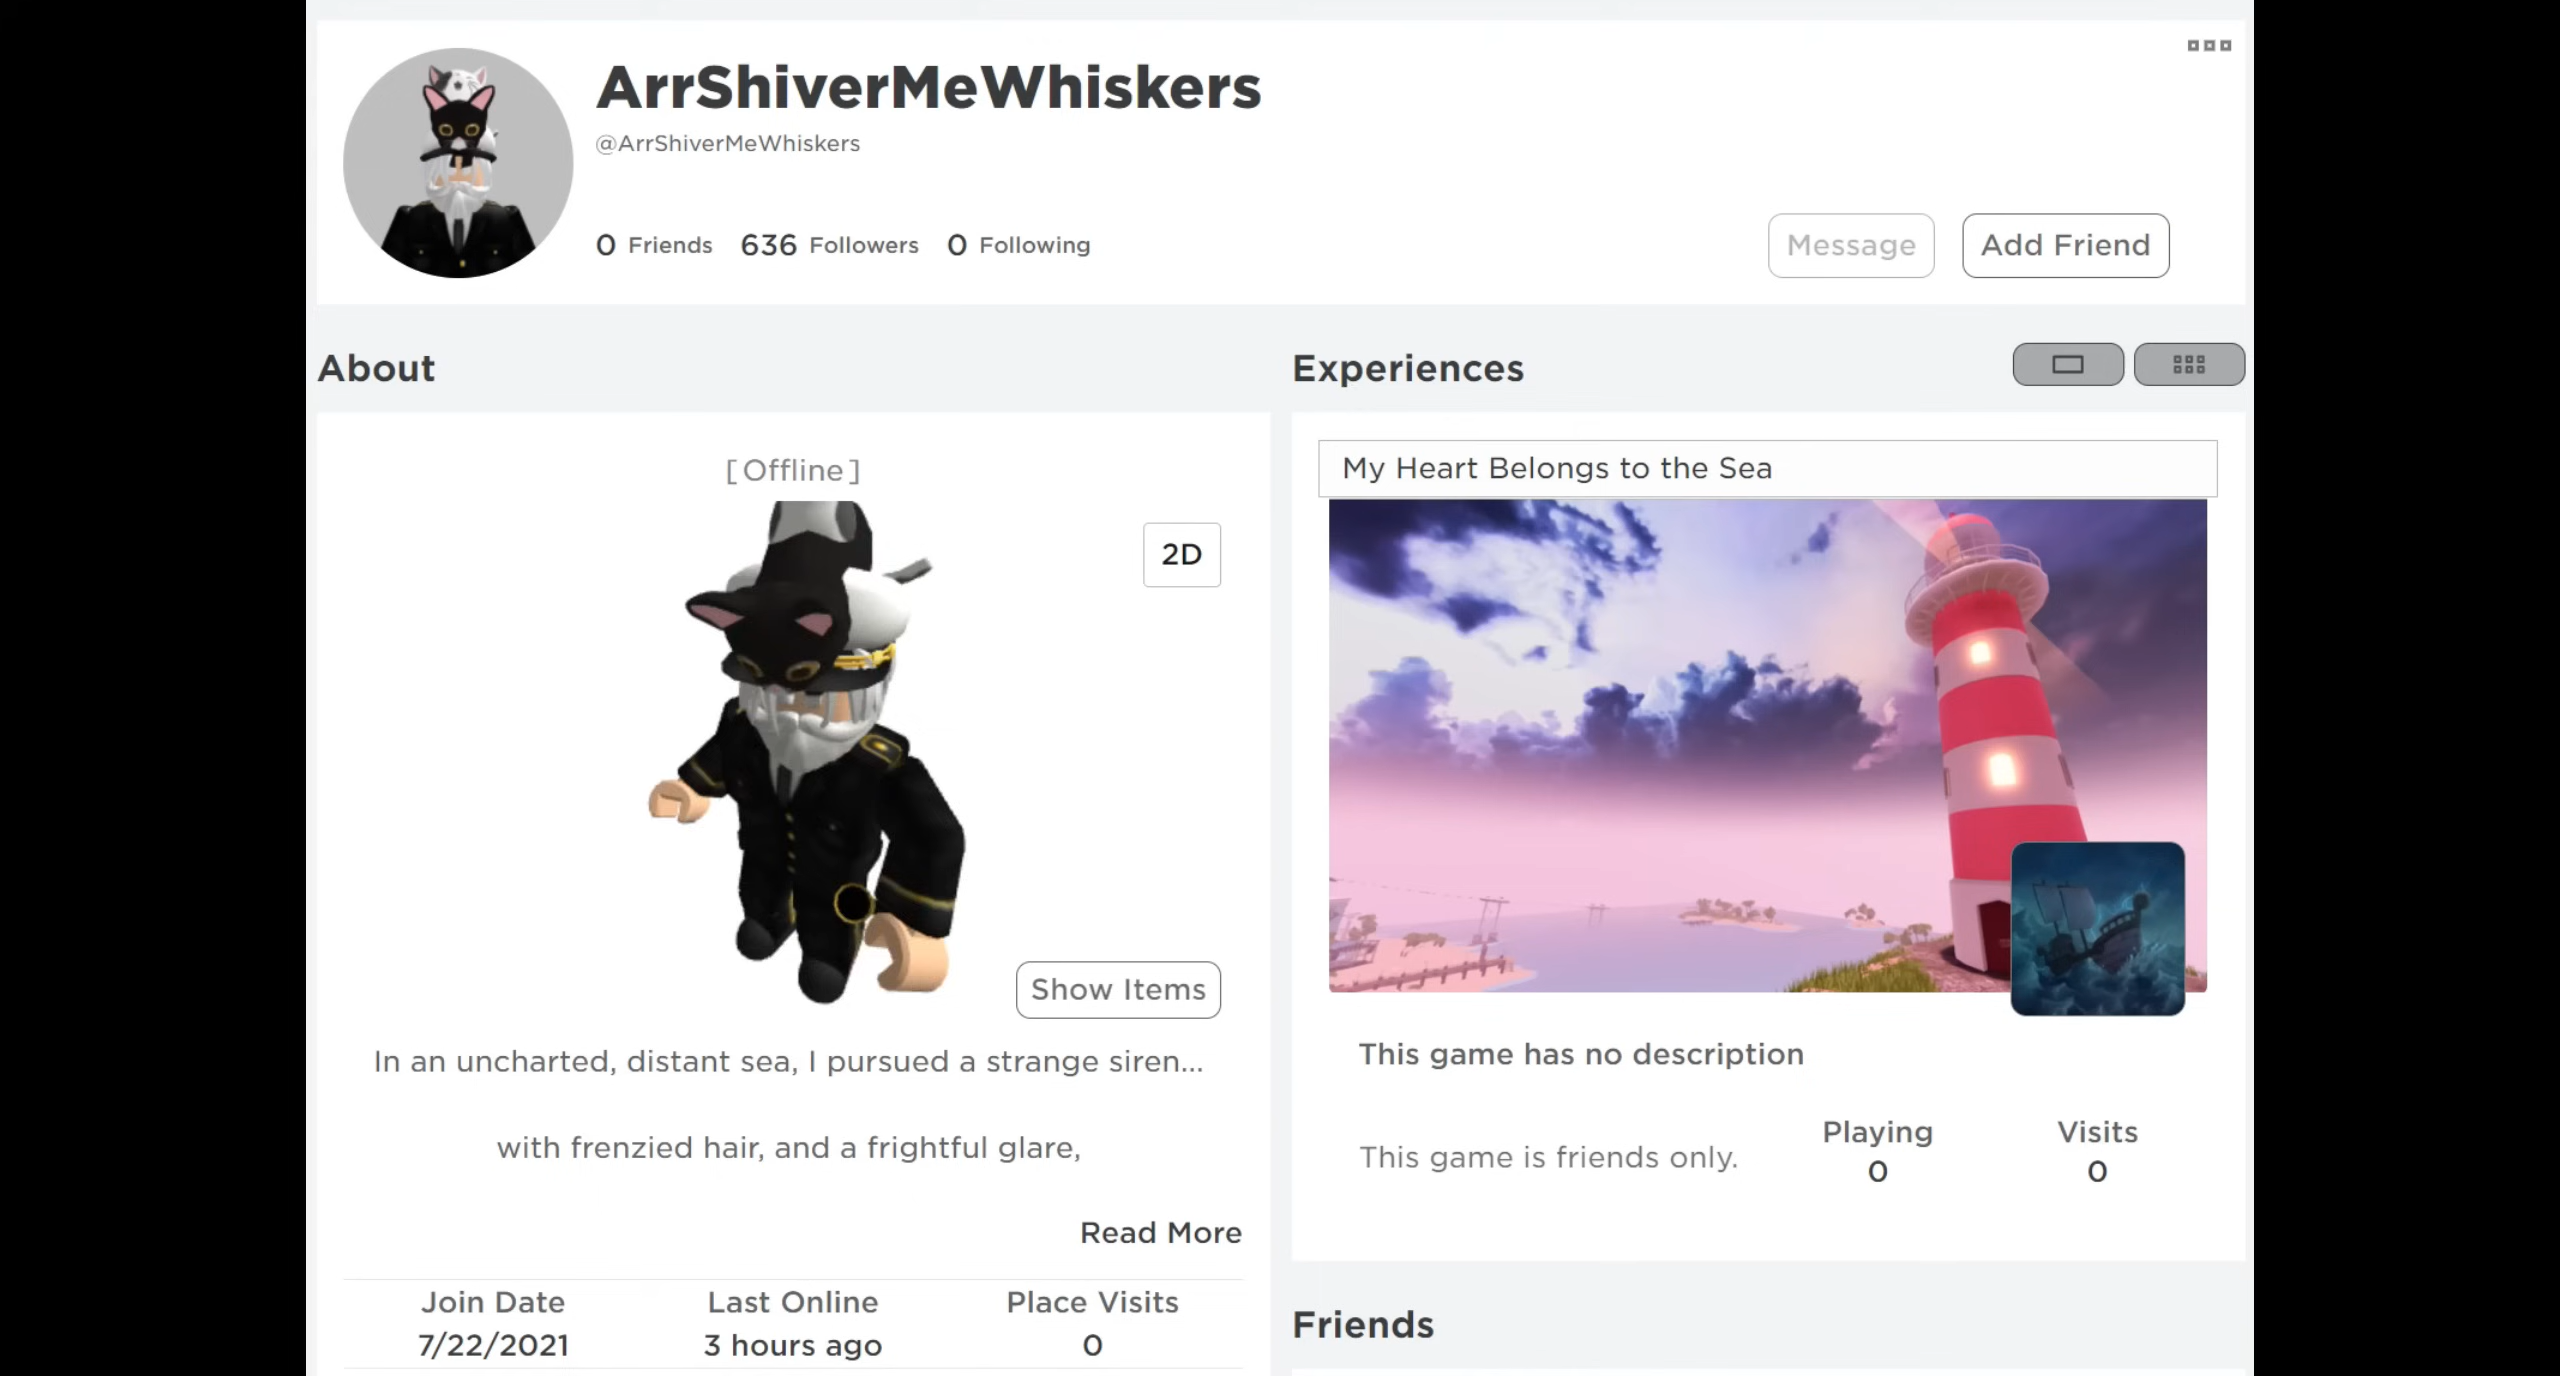 ArrShiverMeWhiskers
@ArrShiverMeWhiskers
0 Friends 636 Followers 0 Following
Message
Add Friend
About
[Offline]
2D
Show Items
In an uncharted, distant sea, I pursued a strange siren...
with frenzied hair, and a frightful glare,
Read More
Join Date Last Online Place Visits
7/22/2021 3 hours ago 0
Experiences
My Heart Belongs to the Sea
This game has no description
This game is friends only.
Playing Visits
0 0
Friends